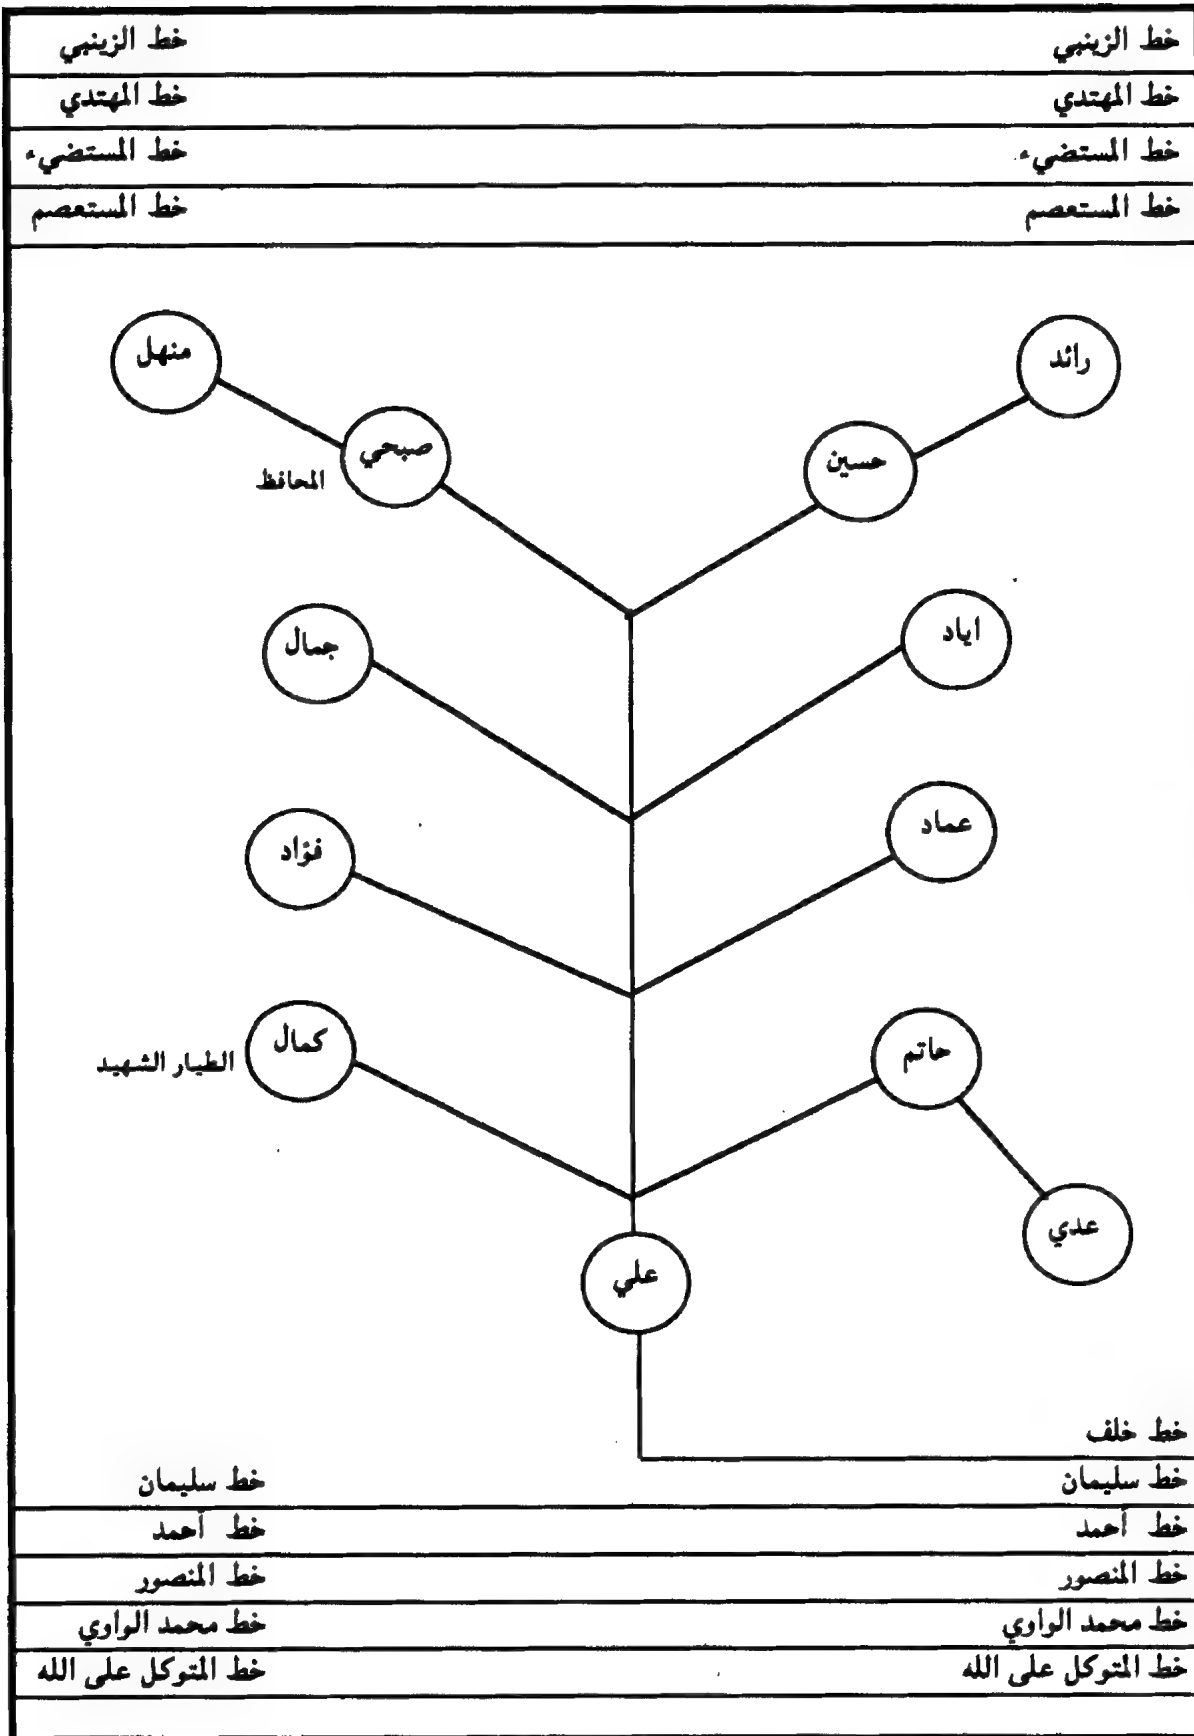 خط الزينبي خط الزينبي
خط المهتدي خط المهتدي
خط المستضيء خط المستضيء
خط المستعصم خط المستعصم
رائد
منهل
حسين
صبحي
المحافظ
اياد
جمال
عماد
فؤاد
حاتم
كمال
الطيار الشهيد
عدي
علي
خط خلف
خط سليمان خط سليمان
خط أحمد خط أحمد
خط المنصور خط المنصور
خط محمد الواوي خط محمد الواوي
خط المتوكل على الله خط المتوكل على الله